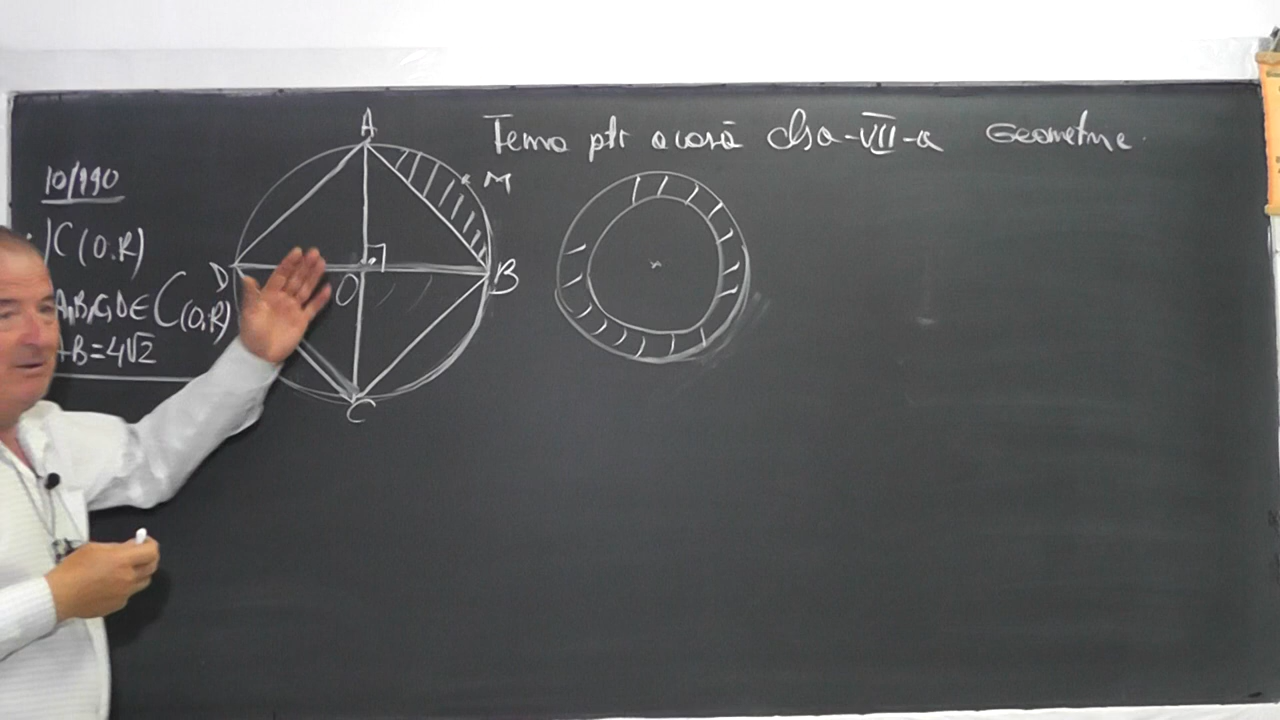 Tema ptr acasă clsa-VII-a Geometrie.
10/190
C(O.R)
A,B,C,D∈ C(O,R)
AB=4√2
A
M
D
O
B
C